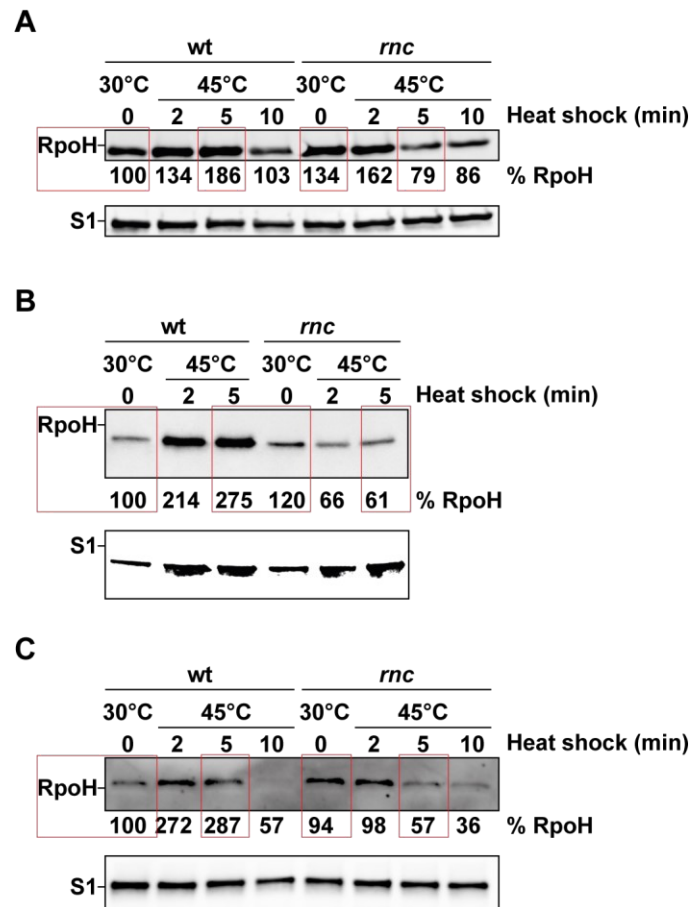 A
wt rnc
30°C 45°C 30°C 45°C
0 2 5 10 0 2 5 10 Heat shock (min)
RpoH
100 134 186 103 134 162 79 86 % RpoH
S1
B
wt rnc
30°C 45°C 30°C 45°C
0 2 5 0 2 5 Heat shock (min)
RpoH
100 214 275 120 66 61 % RpoH
S1
C
wt rnc
30°C 45°C 30°C 45°C
0 2 5 10 0 2 5 10 Heat shock (min)
RpoH
100 272 287 57 94 98 57 36 % RpoH
S1